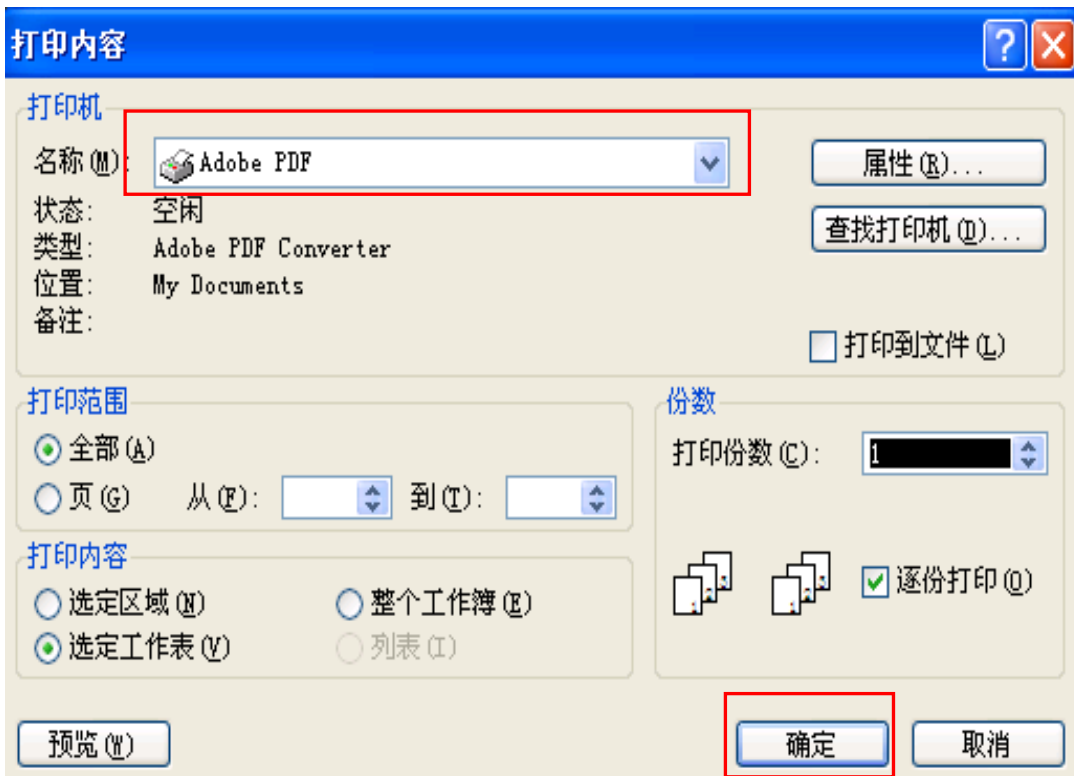 打印内容
打印机
名称(M): Adobe PDF 属性(R)...
状态: 空闲 查找打印机(D)...
类型: Adobe PDF Converter
位置: My Documents
备注:
打印到文件(L)
打印范围
全部(A)
页(G) 从(F): 到(T):
份数
打印份数(C): 1
打印内容
选定区域(N) 整个工作簿(E)
选定工作表(V) 列表(I)
逐份打印(O)
预览(W) 确定 取消